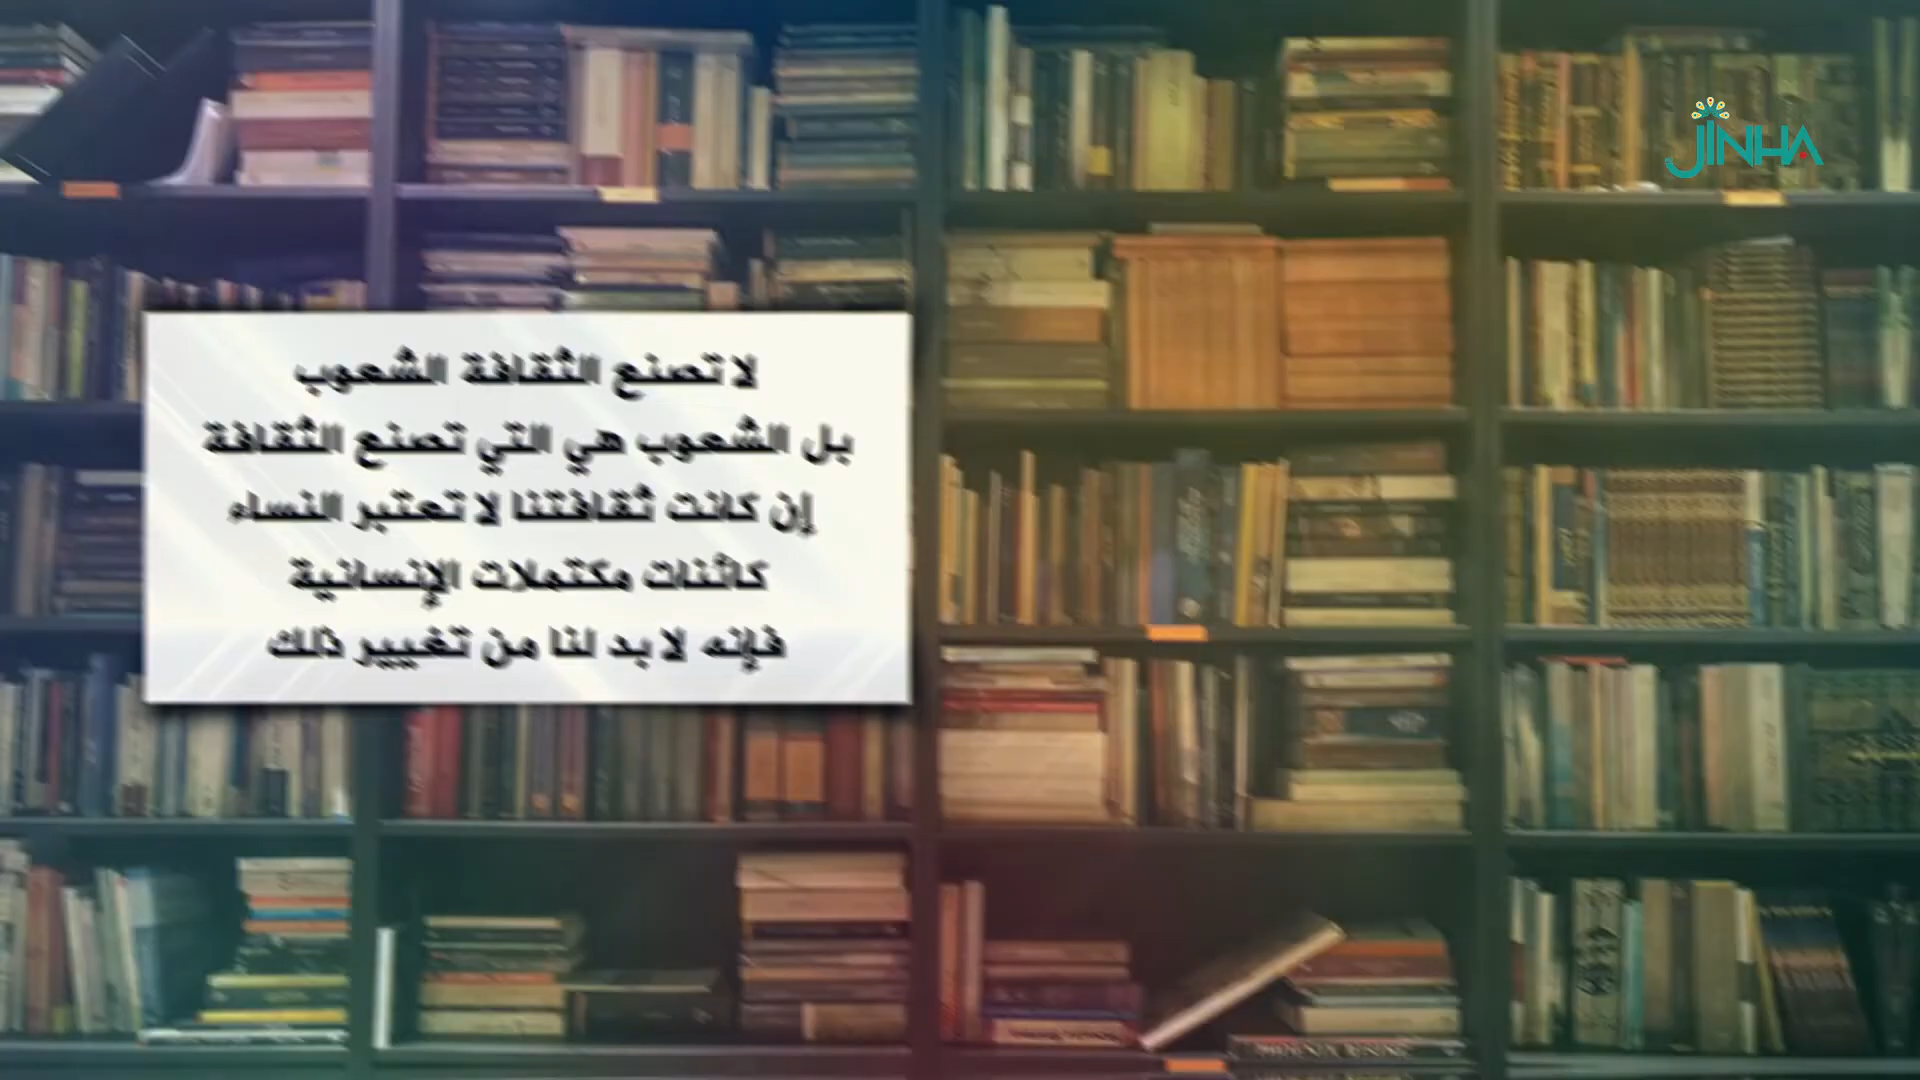 JINHA
لا تصنع الثقافة الشعوب
بل الشعوب هي التي تصنع الثقافة
إن كانت ثقافتنا لا تعتبر النساء
كائنات مكتملات الإنسانية
فإنه لا بد لنا من تغيير ذلك